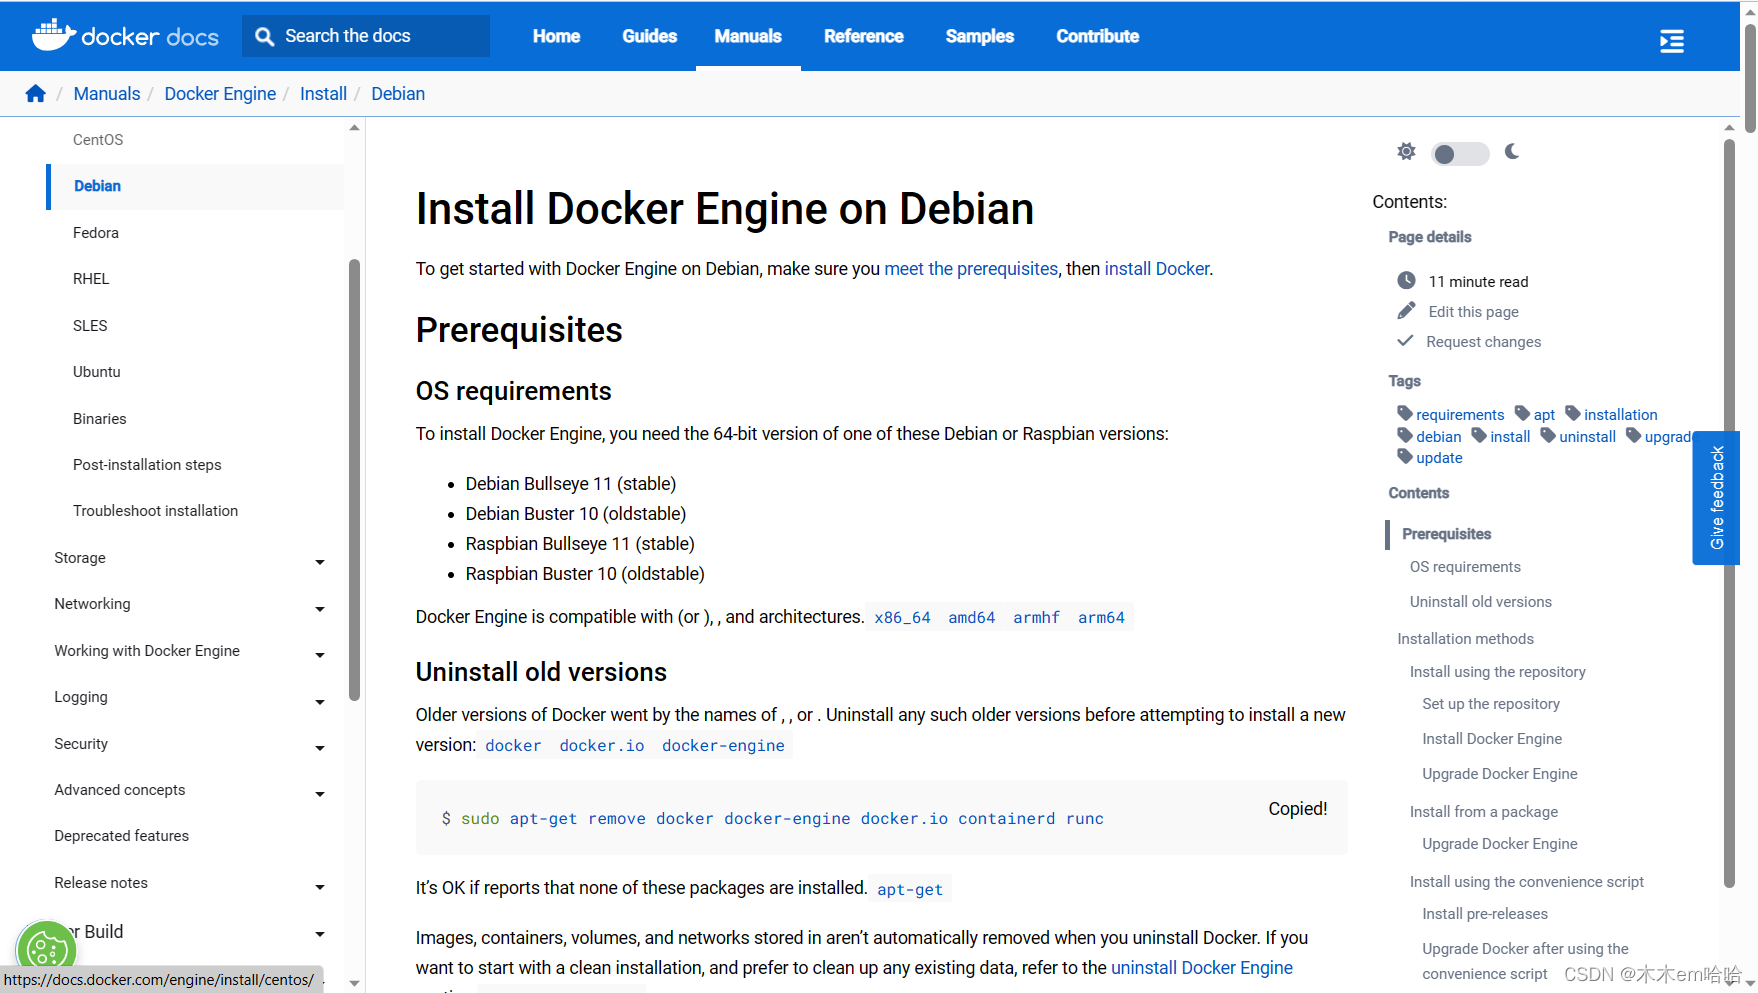 docker docs
Search the docs
Home Guides Manuals Reference Samples Contribute
/ Manuals / Docker Engine / Install / Debian
CentOS
Debian
Fedora
RHEL
SLES
Ubuntu
Binaries
Post-installation steps
Troubleshoot installation
Storage
Networking
Working with Docker Engine
Logging
Security
Advanced concepts
Deprecated features
Release notes
er Build
https://docs.docker.com/engine/install/centos/
Install Docker Engine on Debian
To get started with Docker Engine on Debian, make sure you meet the prerequisites, then install Docker.
Prerequisites
OS requirements
To install Docker Engine, you need the 64-bit version of one of these Debian or Raspbian versions:
• Debian Bullseye 11 (stable)
• Debian Buster 10 (oldstable)
• Raspbian Bullseye 11 (stable)
• Raspbian Buster 10 (oldstable)
Docker Engine is compatible with (or ), , and architectures. x86_64 amd64 armhf arm64
Uninstall old versions
Older versions of Docker went by the names of , , or . Uninstall any such older versions before attempting to install a new
version: docker docker.io docker-engine
$ sudo apt-get remove docker docker-engine docker.io containerd runc
Copied!
It’s OK if reports that none of these packages are installed. apt-get
Images, containers, volumes, and networks stored in aren’t automatically removed when you uninstall Docker. If you
want to start with a clean installation, and prefer to clean up any existing data, refer to the uninstall Docker Engine
Contents:
Page details
11 minute read
Edit this page
Request changes
Tags
requirements apt installation
debian install uninstall upgrade
update
Contents
Prerequisites
OS requirements
Uninstall old versions
Installation methods
Install using the repository
Set up the repository
Install Docker Engine
Upgrade Docker Engine
Install from a package
Upgrade Docker Engine
Install using the convenience script
Install pre-releases
Upgrade Docker after using the
convenience script
Give feedback
CSDN @木木em哈哈